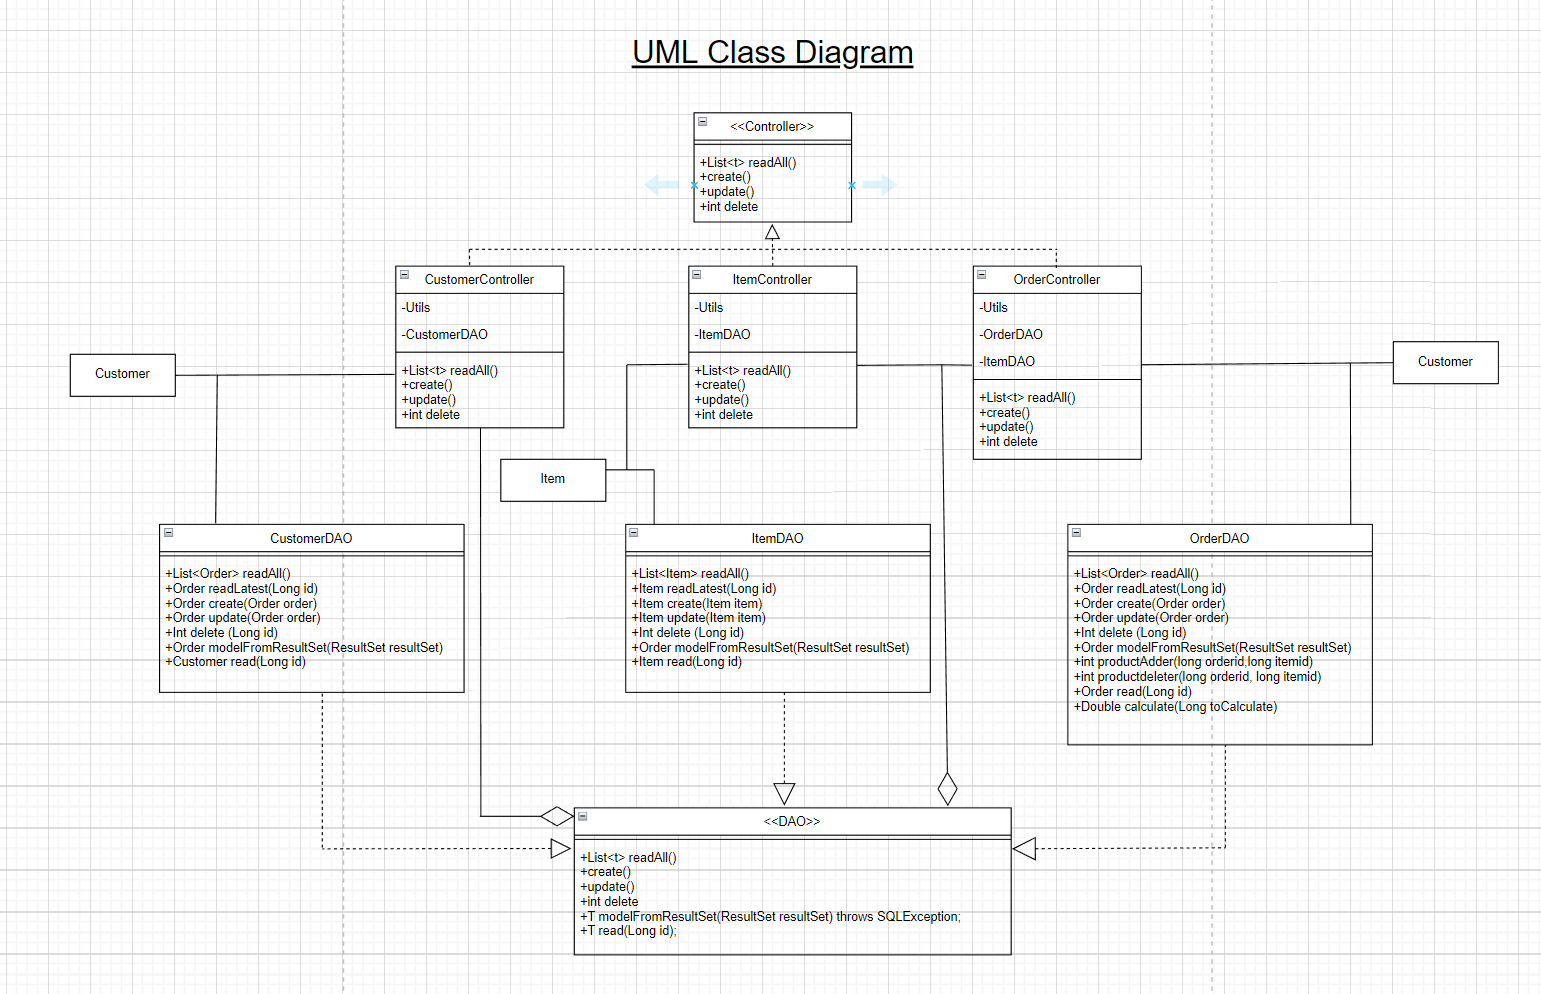 UML Class Diagram
<<Controller>>
+List<t> readAll()
+create()
+update()
+int delete
CustomerController
-Utils
-CustomerDAO
+List<t> readAll()
+create()
+update()
+int delete
ItemController
-Utils
-ItemDAO
+List<t> readAll()
+create()
+update()
+int delete
OrderController
-Utils
-OrderDAO
-ItemDAO
+List<t> readAll()
+create()
+update()
+int delete
Customer
Customer
Item
CustomerDAO
+List<Order> readAll()
+Order readLatest(Long id)
+Order create(Order order)
+Order update(Order order)
+Int delete (Long id)
+Order modelFromResultSet(ResultSet resultSet)
+Customer read(Long id)
ItemDAO
+List<Item> readAll()
+Item readLatest(Long id)
+Item create(Item item)
+Item update(Item item)
+Int delete (Long id)
+Order modelFromResultSet(ResultSet resultSet)
+Item read(Long id)
OrderDAO
+List<Order> readAll()
+Order readLatest(Long id)
+Order create(Order order)
+Order update(Order order)
+Int delete (Long id)
+Order modelFromResultSet(ResultSet resultSet)
+int productAdder(long orderid,long itemid)
+int productdeleter(long orderid, long itemid)
+Order read(Long id)
+Double calculate(Long toCalculate)
<<DAO>>
+List<t> readAll()
+create()
+update()
+int delete
+T modelFromResultSet(ResultSet resultSet) throws SQLException;
+T read(Long id);